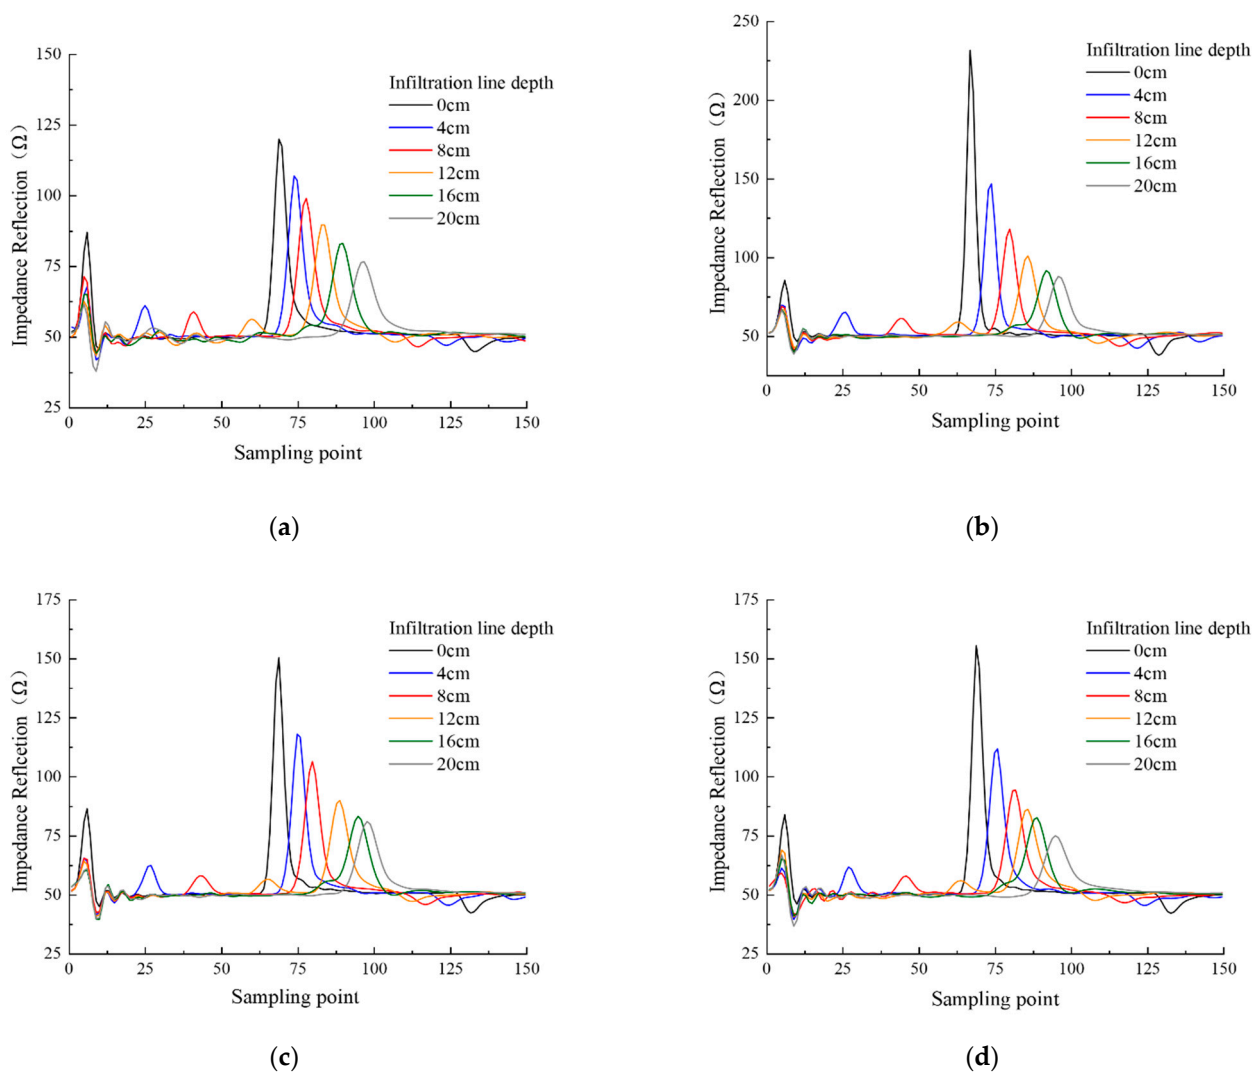 150
125
100
75
50
25
Impedance Reflection (Ω)
0 25 50 75 100 125 150
Sampling point
Infiltration line depth
0cm
4cm
8cm
12cm
16cm
20cm
(a)
250
200
150
100
50
Impedance Reflection (Ω)
0 25 50 75 100 125 150
Sampling point
Infiltration line depth
0cm
4cm
8cm
12cm
16cm
20cm
(b)
175
150
125
100
75
50
25
Impedance Reflection (Ω)
0 25 50 75 100 125 150
Sampling point
Infiltration line depth
0cm
4cm
8cm
12cm
16cm
20cm
(c)
175
150
125
100
75
50
25
Impedance Reflection (Ω)
0 25 50 75 100 125 150
Sampling point
Infiltration line depth
0cm
4cm
8cm
12cm
16cm
20cm
(d)